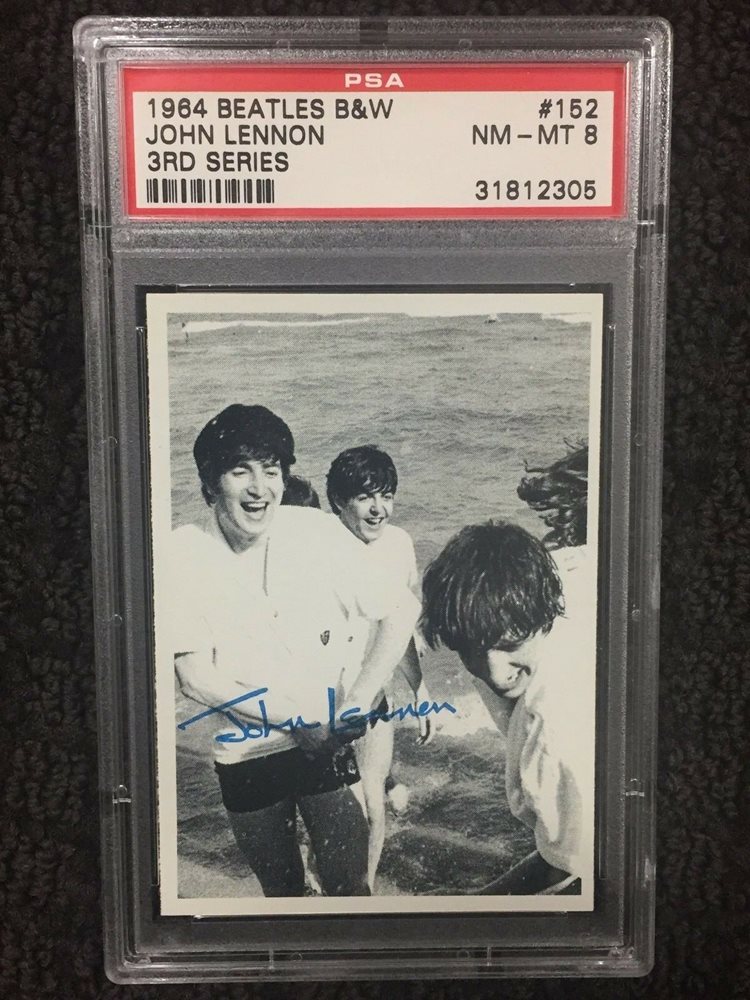 PSA
1964 BEATLES B&W #152
JOHN LENNON NM-MT 8
3RD SERIES
31812305
John Lennon